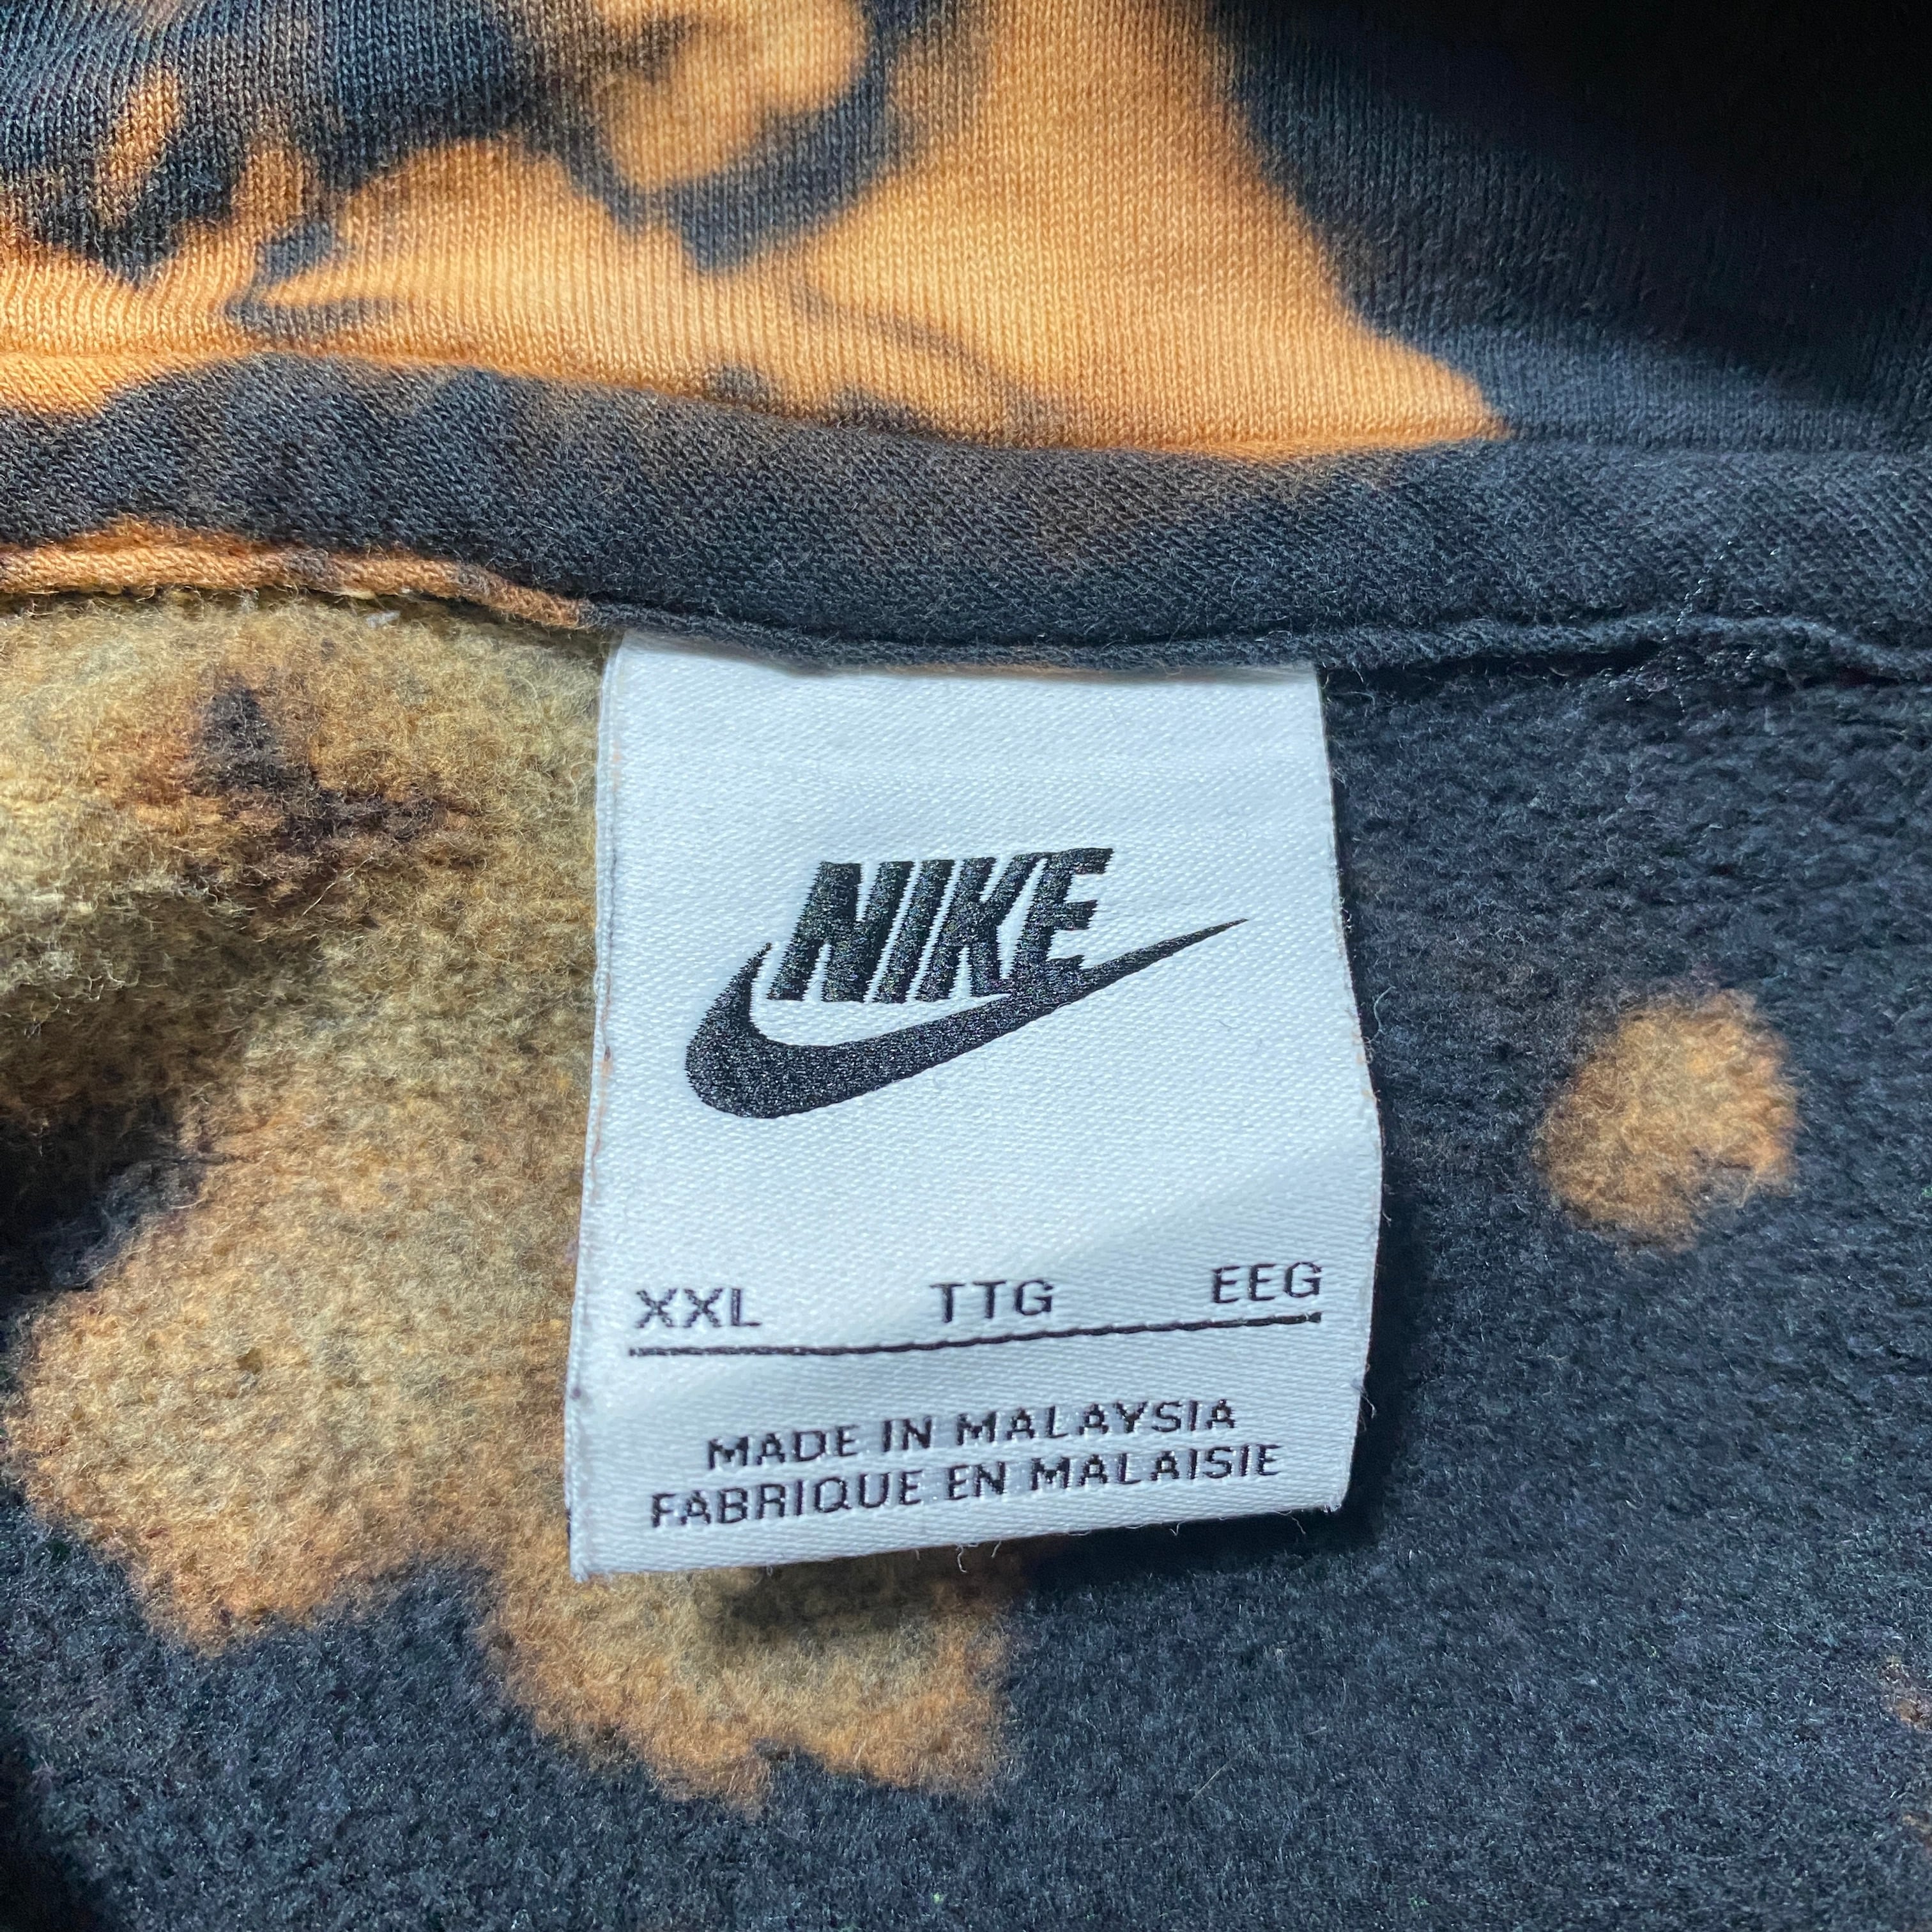 NIKE
XXL TTG EEG
MADE IN MALAYSIA
FABRIQUE EN MALAISIE